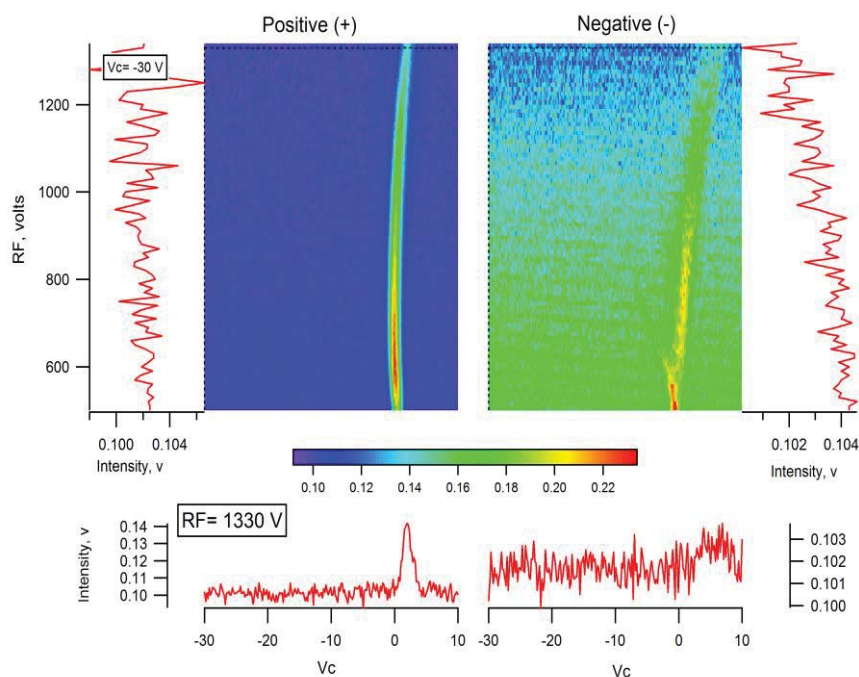 Positive (+)
Negative (-)
Vc= -30 V
RF, volts
1200
1000
800
600
0.100 0.104
Intensity, v
0.102 0.104
Intensity, v
0.10 0.12 0.14 0.16 0.18 0.20 0.22
RF= 1330 V
Intensity, v
0.14
0.13
0.12
0.11
0.10
-30 -20 -10 0 10
Vc
-30 -20 -10 0 10
Vc
0.103
0.102
0.101
0.100